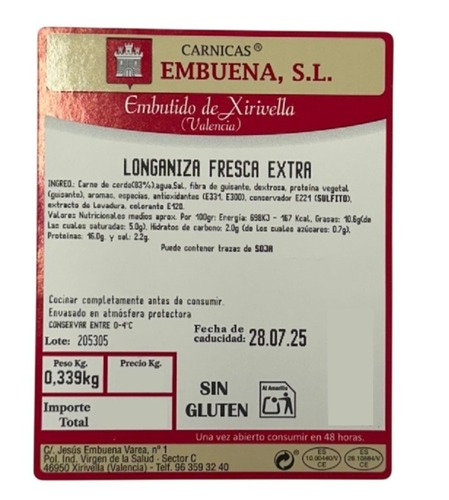 CARNICAS®
EMBUENA, S.L.
Embutido de Xirivella
(Valencia)
LONGANIZA FRESCA EXTRA
INGRED.: Carne de cerdo(83%),agua,Sal, fibra de guisante, dextrosa, proteína vegetal
(guisante), aromas, especias, antioxidantes (E331, E300), conservador E221 (SULFITO),
extracto de Levadura, colorante E-120.
Valores Nutricionales medios aprox. Por 100gr: Energía: 698KJ - 167 Kcal, Grasas: 10.6g(de
las cuales saturadas: 5.0g). Hidratos de carbono: 2.0g (de los cuales azúcares: 0.7g),
Proteínas: 16.0g. y sal: 2.2g.
Puede contener trazas de SOJA
Cocinar completamente antes de consumir.
Envasado en atmósfera protectora
CONSERVAR ENTRE 0-4°C
Lote: 205305
Fecha de
caducidad: 28.07.25
Peso Kg.
0,339kg
Precio Kg.
Importe
Total
SIN
GLUTEN
Al Amarillo
Una vez abierto consumir en 48 horas.
C/. Jesús Embuena Varea, nº 1
Pol. Ind. Virgen de la Salud - Sector C
46950 Xirivella (Valencia) - Telf. 96 359 32 40
ES
10.00440/V
CE
ES
CE